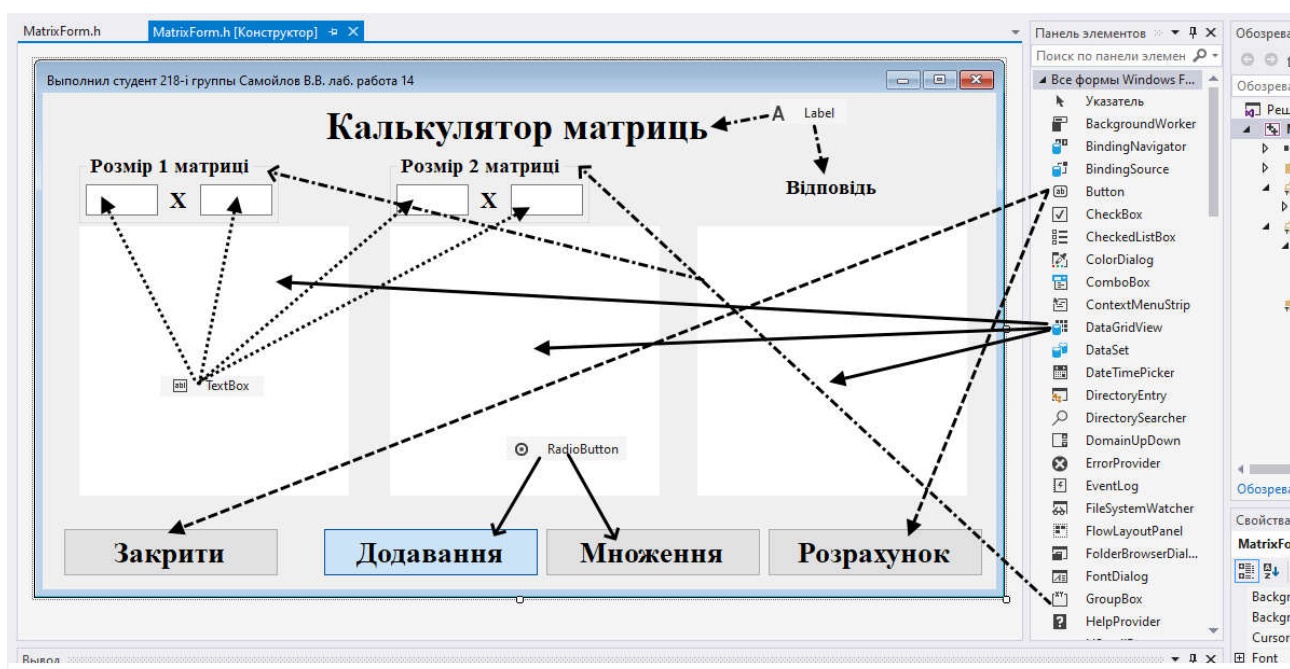 MatrixForm.h
MatrixForm.h [Конструктор]
Выполнил студент 218-і группы Самойлов В.В. лаб. работа 14
Калькулятор матриць
A Label
Розмір 1 матриці
Розмір 2 матриці
Відповідь
X
X
TextBox
RadioButton
Закрити
Додавання
Множення
Розрахунок
Вывод
Панель элементов
Поиск по панели элемен
Все формы Windows F...
Указатель
BackgroundWorker
BindingNavigator
BindingSource
Button
CheckBox
CheckedListBox
ColorDialog
ComboBox
ContextMenuStrip
DataGridView
DataSet
DateTimePicker
DirectoryEntry
DirectorySearcher
DomainUpDown
ErrorProvider
EventLog
FileSystemWatcher
FlowLayoutPanel
FolderBrowserDial...
FontDialog
GroupBox
HelpProvider
Обозрева
Обозрева
Реш
Обозрева
Свойства
MatrixFo
Backgr
Backgr
Cursor
Font